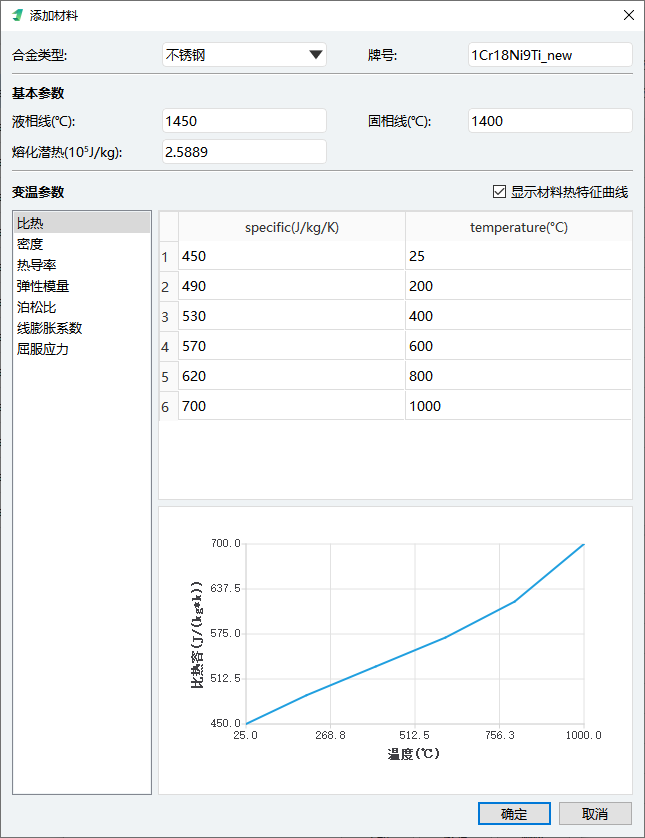 添加材料
合金类型: 不锈钢 牌号: 1Cr18Ni9Ti_new
基本参数
液相线(℃): 1450 固相线(℃): 1400
熔化潜热(10⁵J/kg): 2.5889
变温参数 显示材料热特征曲线
比热
密度
热导率
弹性模量
泊松比
线膨胀系数
屈服应力
specific(J/kg/K) temperature(℃)
1 450 25
2 490 200
3 530 400
4 570 600
5 620 800
6 700 1000
700.0
637.5
575.0
512.5
450.0
比热容(J/(kg*k))
25.0 268.8 512.5 756.3 1000.0
温度(℃)
确定 取消